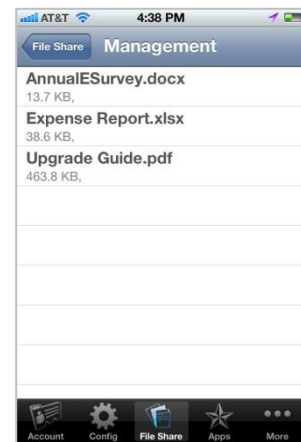 AT&T 4:38 PM
File Share Management
AnnualESurvey.docx
13.7 KB,
Expense Report.xlsx
38.6 KB,
Upgrade Guide.pdf
463.8 KB,
Account Config File Share Apps More